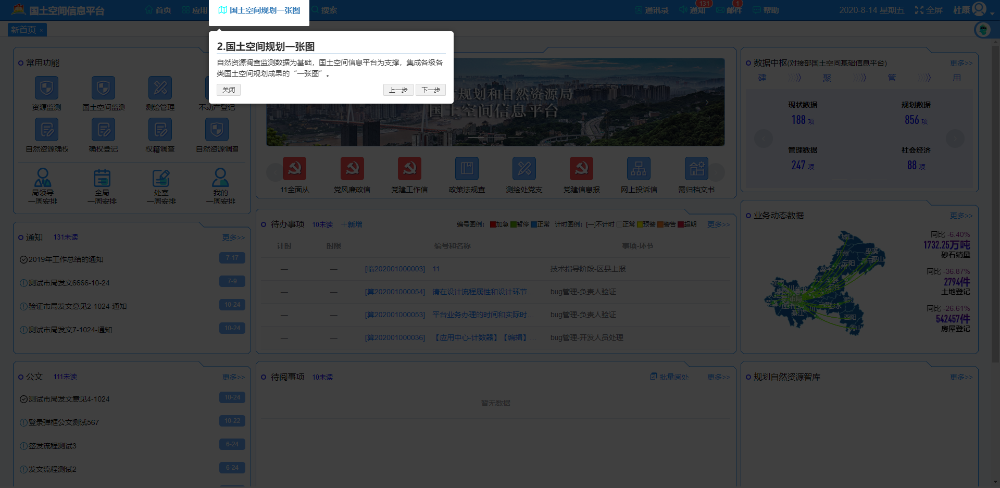 国土空间信息平台
首页
应用
国土空间规划一张图
搜索
通讯录
通知
131
邮件
1
帮助
2020-8-14 星期五
全屏
杜康
新首页 ×
2.国土空间规划一张图
自然资源调查监测数据为基础，国土空间信息平台为支撑，集成各级各
类国土空间规划成果的“一张图”。
关闭
上一步
下一步
常用功能
资源监测
国土空间监测
测绘管理
不动产登记
自然资源确权
确权登记
权籍调查
自然资源调查
局领导
一周安排
全局
一周安排
处室
一周安排
我的
一周安排
规划和自然资源局
国土空间信息平台
11全面从
党风廉政信
党建工作信
政策法规查
测绘处党支
党建信息报
网上投诉信
需归档文书
数据中枢(对接部国土空间基础信息平台)
更多>>
建
聚
管
用
现状数据
188 项
规划数据
856 项
管理数据
247 项
社会经济
88 项
通知 131未读 更多>>
2019年工作总结的通知 7-17
测试市局发文6666-10-24 7-9
验证市局发文意见2-1024-通知 10-24
测试市局发文7-1024-通知 10-24
待办事项 10未读 新增 编号图例： 加急 暂停 正常 计时图例：[—]不计时 正常 预警 警告 超期 更多>>
计时 时限 编号和名称 事项-环节
— — [临202001000003] 11 技术指导阶段-区县上报
— — [算202001000054] 请在设计流程属性和设计环节... bug管理-负责人验证
— — [算202001000053] 平台业务办理的时间和实际时... bug管理-负责人验证
— — [算202001000036] 【应用中心-计数器】【编辑】... bug管理-开发人员处理
业务动态数据 更多>>
城口
开州
巫溪
巫山
奉节
云阳
万州
酉阳
秀山
綦江
彭水
同比 -6.40%
1732.25万吨
砂石销量
同比 -36.87%
2794件
土地登记
同比 -26.61%
542457件
房屋登记
公文 111未读 更多>>
测试市局发文意见4-1024 10-24
登录弹框公文测试567 10-22
签发流程测试3 6-24
发文流程测试2 6-24
待阅事项 10未读 批量阅处 更多>>
暂无数据
规划自然资源智库 更多>>